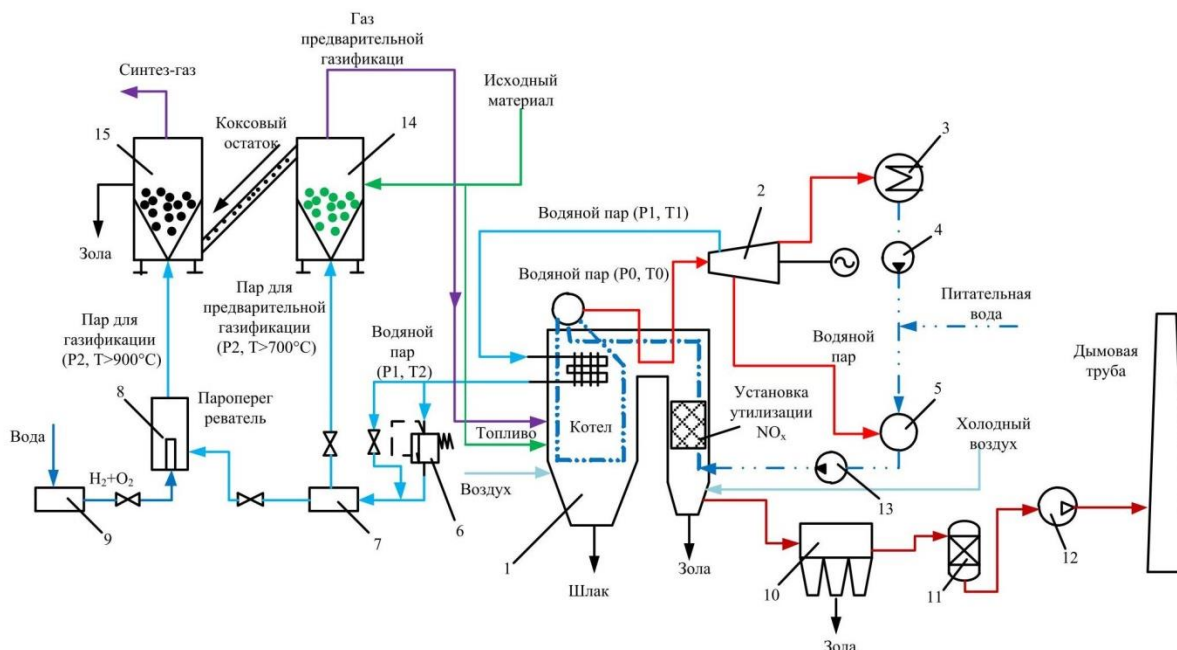 Газ
предварительной
газификаци
Синтез-газ
Исходный
материал
15
Коксовый
остаток
14
3
Водяной пар (P1, T1)
2
Зола
Водяной пар (P0, T0)
4
Пар для
газификации
(P2, T>900°C)
Пар для
предварительной
газификации
(P2, T>700°C)
Водяной
пар
(P1, T2)
Питательная
вода
Водяной
пар
Дымовая
труба
8
Пароперег
реватель
Установка
утилизации
NOx
5
Вода
Топливо
Котел
Холодный
воздух
H2+O2
Воздух
13
9
7
6
1
12
Зола
10
11
Шлак
Зола